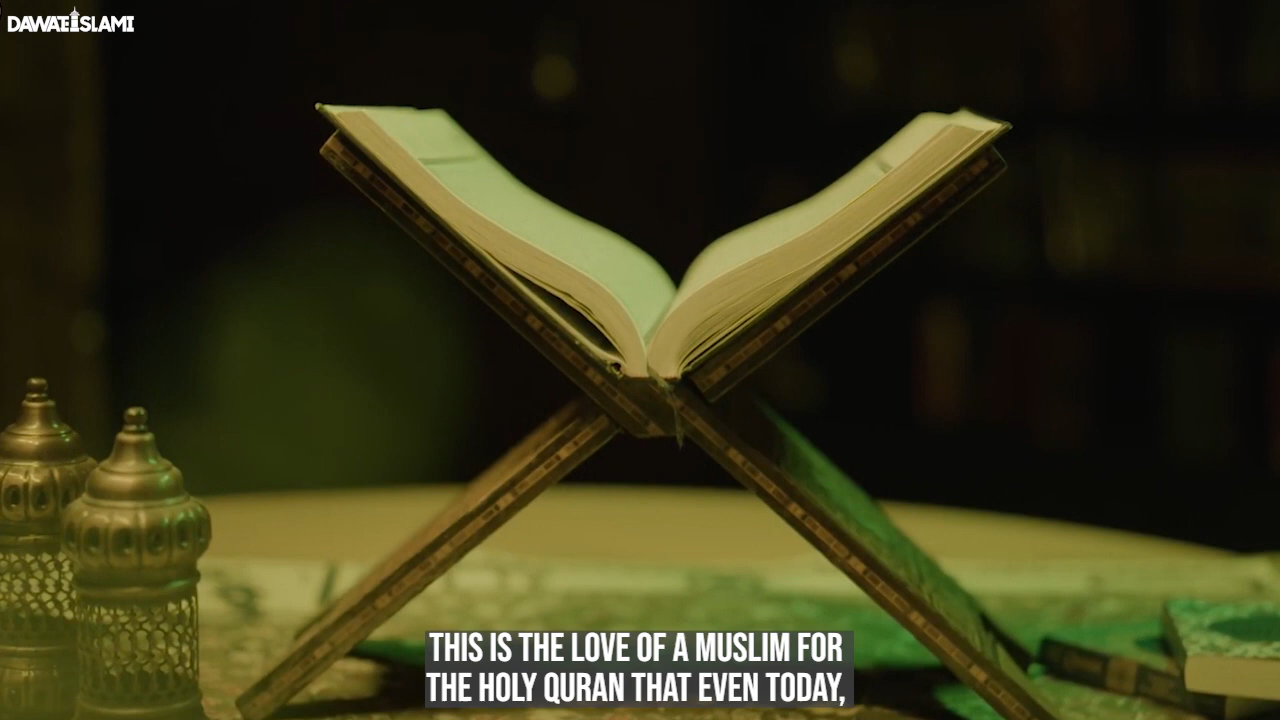 DAWATEISLAMI
THIS IS THE LOVE OF A MUSLIM FOR
THE HOLY QURAN THAT EVEN TODAY,